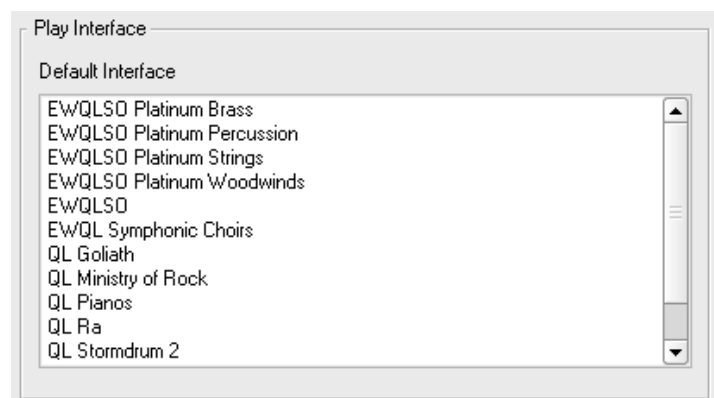 Play Interface
Default Interface
EWQLSO Platinum Brass
EWQLSO Platinum Percussion
EWQLSO Platinum Strings
EWQLSO Platinum Woodwinds
EWQLSO
EWQL Symphonic Choirs
QL Goliath
QL Ministry of Rock
QL Pianos
QL Ra
QL Stormdrum 2